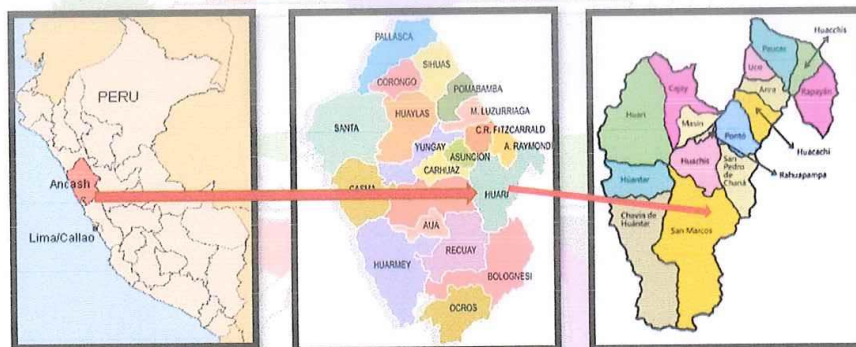 PERU
Ancash
Lima/Callao
PALLASCA
SIHUAS
CORONGO
POMABAMBA
HUAYLAS
M. LUZURRIAGA
SANTA
C.R. FITZCARRALD
YUNGAY
A. RAYMONDI
ASUNCION
CARHUAZ
CASMA
HUARI
AIJA
RECUAY
HUARMEY
BOLOGNESI
OCROS
Huacchis
Paucas
Uco
Cajay
Anra
Rapayán
Huari
Masin
Pontó
Huacachi
Huachis
San
Pedro
de
Chaná
Rahuapampa
Huántar
Chavín de
Huántar
San Marcos